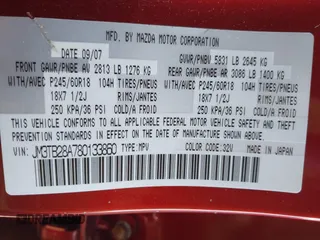 MFD BY MAZDA MOTOR CORPORATION
DATE 09/07
GVWR/PNBV 5831 LB 2645 KG
FRONT GAWR/PNBE AV 2813 LB 1276 KG
REAR GAWR/PNBE AR 3086 LB 1400 KG
WITH/AVEC P245/60R18 104H TIRES/PNEUS
WITH/AVEC P245/60R18 104H TIRES/PNEUS
18X7 1/2J
18X7 1/2J
250 KPA/36 PSI COLD/A FROID
250 KPA/36 PSI COLD/A FROID
THIS VEHICLE CONFORMS TO ALL APPLICABLE FEDERAL MOTOR VEHICLE
SAFETY, BUMPER, AND THEFT PREVENTION STANDARDS IN EFFECT
ON THE DATE OF MANUFACTURE SHOWN ABOVE.
VIN: JM3TB28A780133860 TYPE:MPV COLOR CODE:32V MADE IN JAPAN